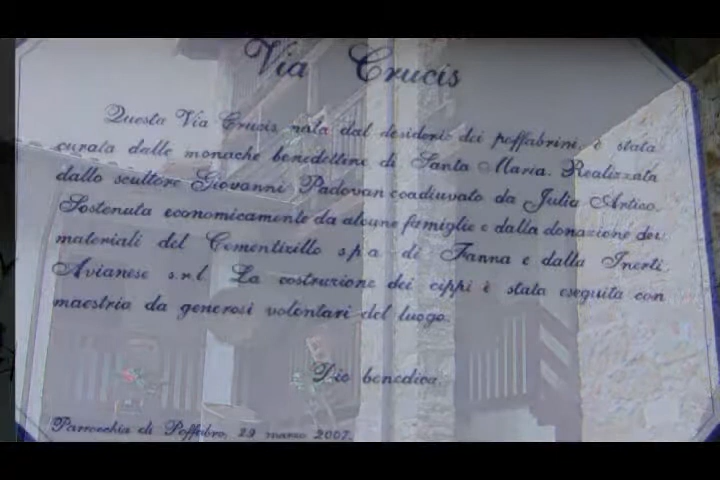 Via Crucis
Questa Via Crucis, nata dal desiderio dei poffabrini, è stata
curata dalle monache benedettine di Santa Maria. Realizzata
dallo scultore Giovanni Padovan coadiuvato da Julia Artico.
Sostenuta economicamente da alcune famiglie e dalla donazione dei
materiali del Cementizillo s.p.a. di Fanna e dalla Inerti
Avianese s.r.l. La costruzione dei cippi è stata eseguita con
maestria da generosi volontari del luogo.
Dio benedica.
Parrocchia di Poffabro, 29 marzo 2007.